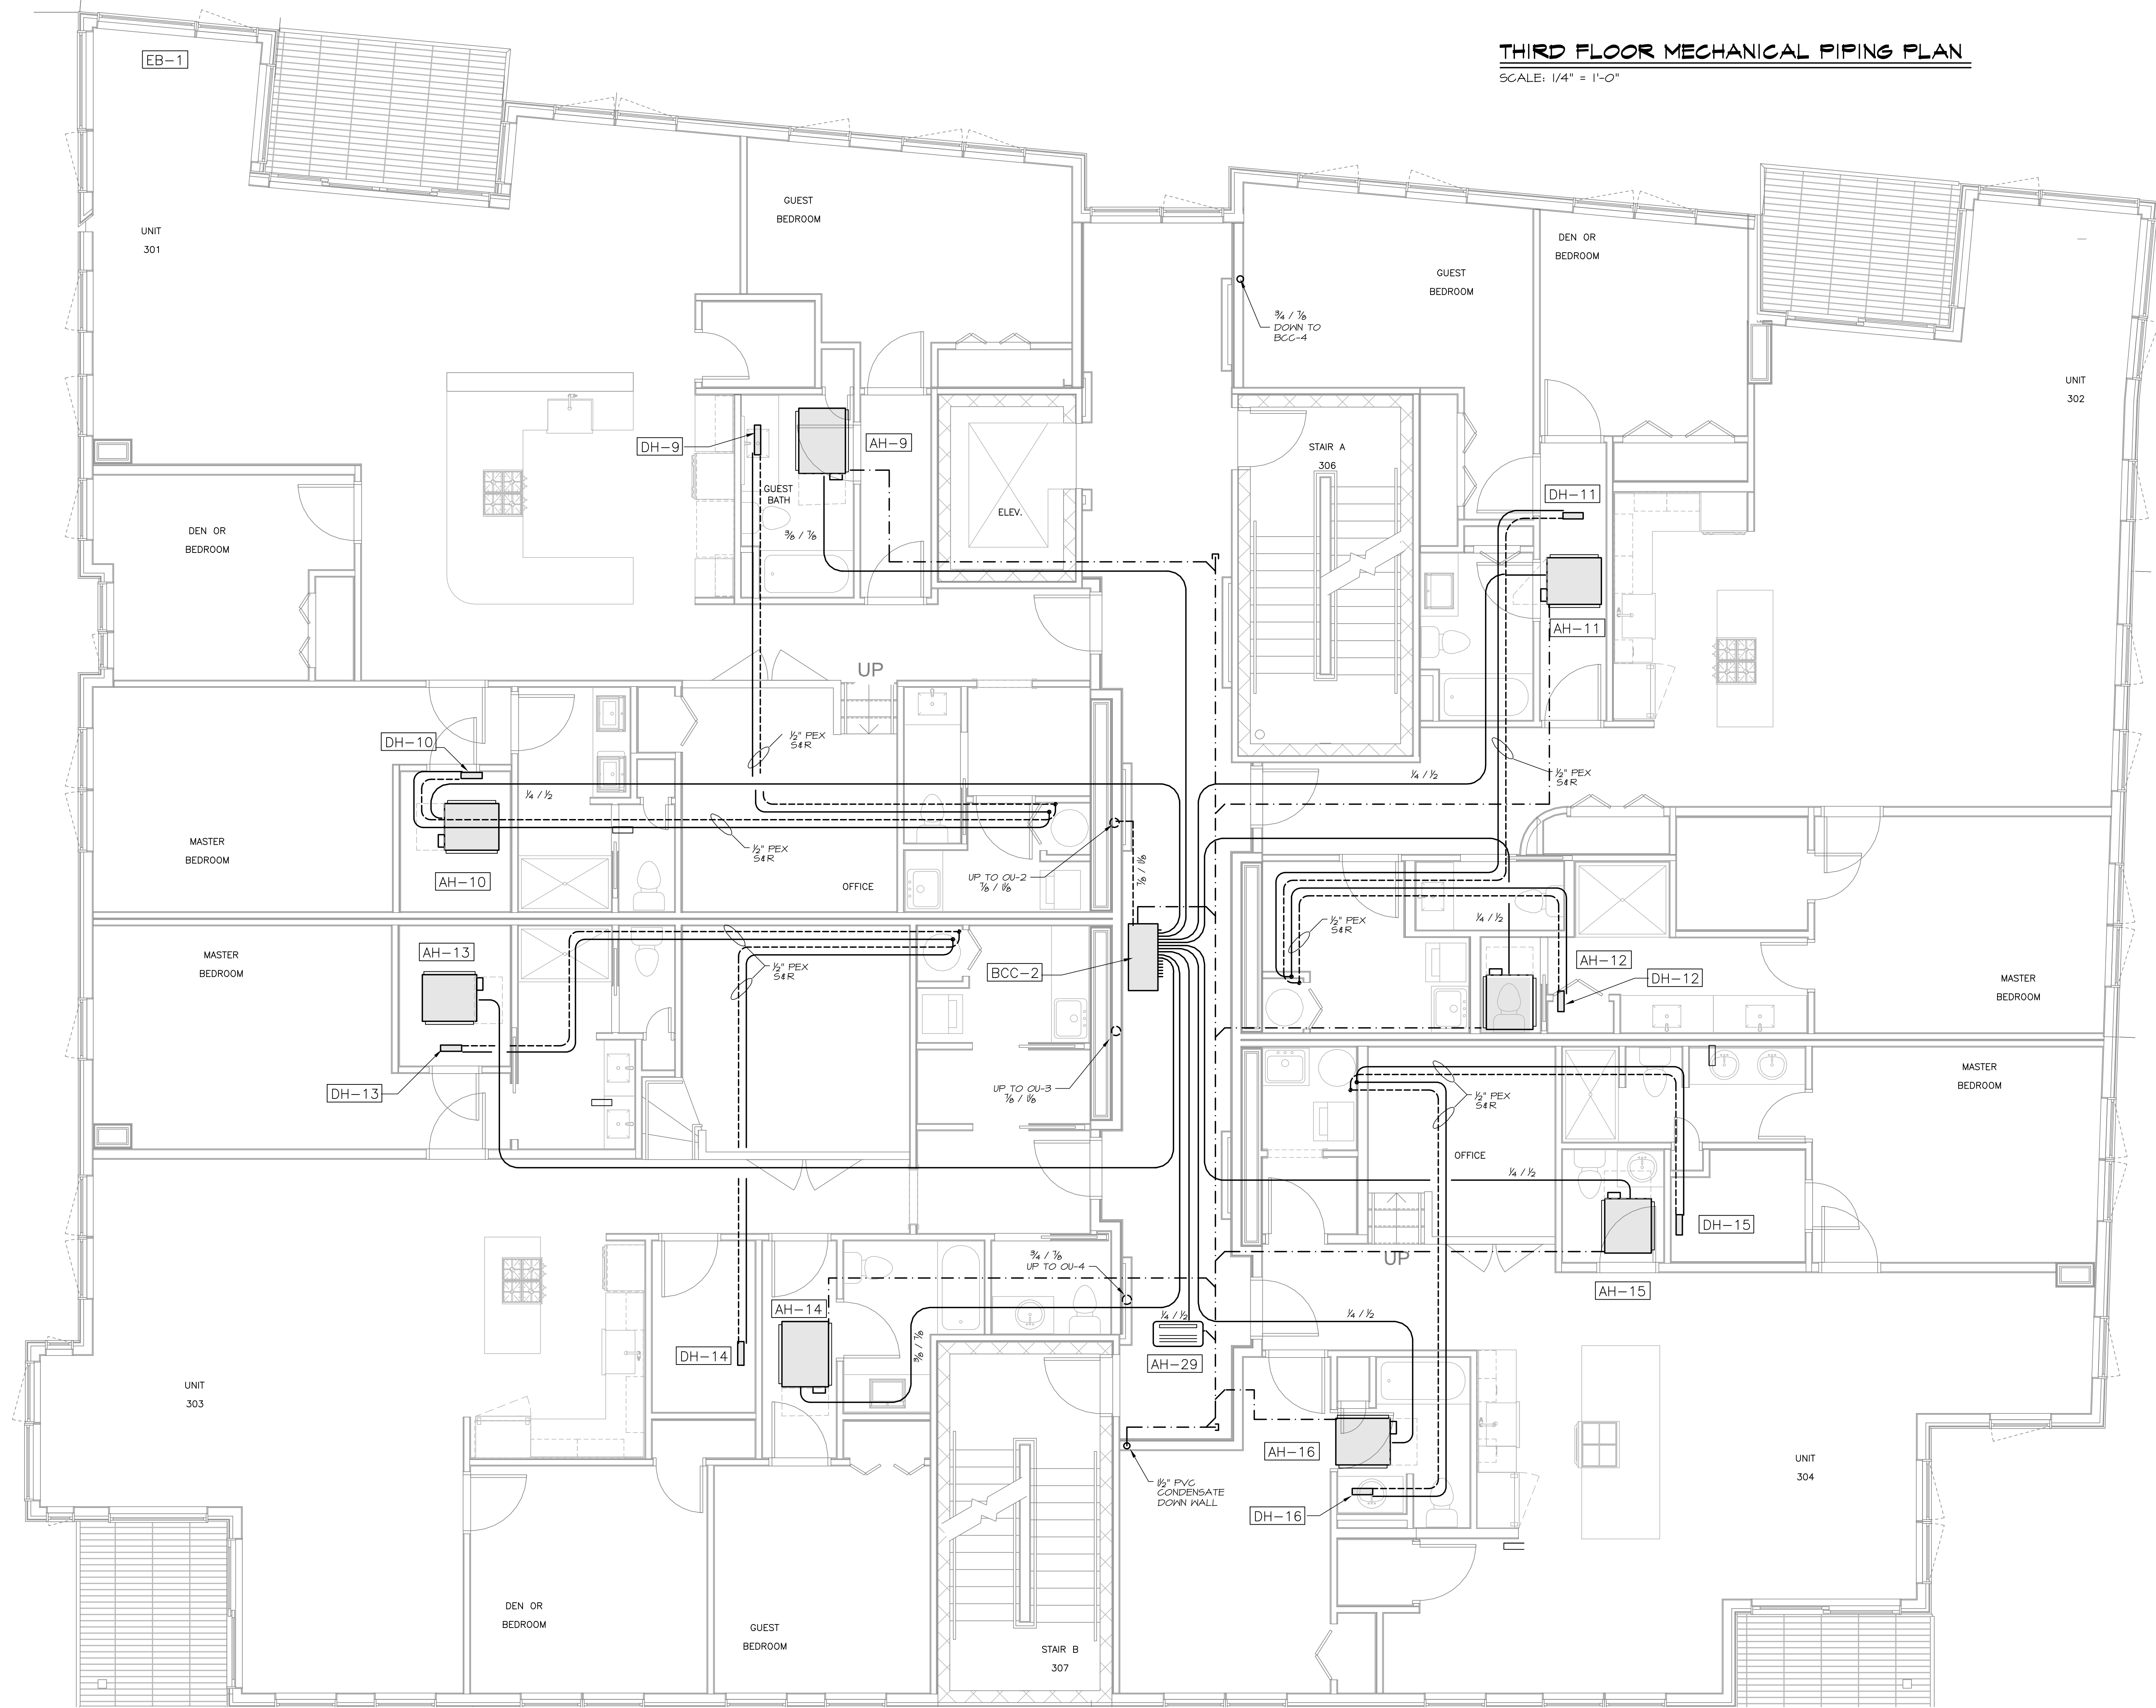 THIRD FLOOR MECHANICAL PIPING PLAN
SCALE: 1/4" = 1'-0"
EB-1
UNIT
301
GUEST
BEDROOM
GUEST
BEDROOM
DEN OR
BEDROOM
UNIT
302
3/4 / 7/8
DOWN TO
BCC-4
DH-9
AH-9
GUEST
BATH
3/8 / 7/8
ELEV.
STAIR A
306
DH-11
AH-11
DEN OR
BEDROOM
UP
DH-10
1/2" PEX
S&R
1/4 / 1/2
1/4 / 1/2
1/2" PEX
S&R
MASTER
BEDROOM
AH-10
1/2" PEX
S&R
OFFICE
UP TO OU-2
7/8 / 1 1/8
7/8 / 1 1/8
1/2" PEX
S&R
1/4 / 1/2
AH-12
DH-12
MASTER
BEDROOM
MASTER
BEDROOM
AH-13
1/2" PEX
S&R
BCC-2
DH-13
UP TO OU-3
7/8 / 1 1/8
1/2" PEX
S&R
MASTER
BEDROOM
OFFICE
1/4 / 1/2
DH-15
UP
AH-15
3/4 / 7/8
UP TO OU-4
AH-14
DH-14
3/8 / 7/8
1/4 / 1/2
AH-29
1/4 / 1/2
UNIT
303
AH-16
UNIT
304
1 1/2" PVC
CONDENSATE
DOWN WALL
DH-16
DEN OR
BEDROOM
GUEST
BEDROOM
STAIR B
307